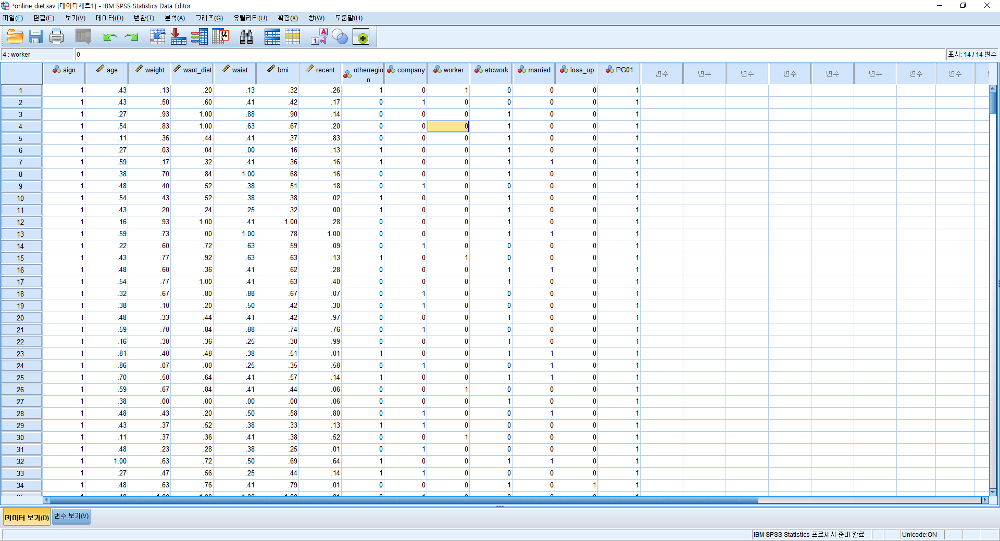 *online_diet.sav [데이터세트1] - IBM SPSS Statistics Data Editor
파일(F) 편집(E) 보기(V) 데이터(D) 변환(T) 분석(A) 그래프(G) 유틸리티(U) 확장(X) 창(W) 도움말(H)
4 : worker 0 표시: 14 / 14 변수
sign age weight want_diet waist bmi recent otherregion company worker etcwork married loss_up PG01 변수 변수 변수 변수 변수 변수 변수 변수
1 1 .43 .13 .20 .13 .32 .26 1 0 1 0 0 0 1
2 1 .43 .50 .60 .41 .42 .17 0 1 0 0 0 0 1
3 1 .27 .93 1.00 .88 .90 .14 0 0 0 1 0 0 1
4 1 .54 .83 1.00 .63 .67 .20 0 0 0 1 0 0 1
5 1 .11 .36 .44 .41 .37 .83 0 0 0 1 0 0 1
6 1 .27 .03 .04 .00 .16 .13 1 0 0 1 0 0 1
7 1 .59 .17 .32 .41 .36 .16 1 0 0 1 1 0 1
8 1 .38 .70 .84 1.00 .68 .16 0 0 0 1 0 0 1
9 1 .48 .40 .52 .38 .51 .18 0 1 0 0 0 0 1
10 1 .54 .43 .52 .38 .38 .02 1 0 0 1 0 0 1
11 1 .43 .20 .24 .25 .32 .00 1 0 0 1 0 0 1
12 1 .16 .93 1.00 .41 1.00 .28 0 0 0 1 0 0 1
13 1 .59 .73 .00 1.00 .78 1.00 0 0 0 1 1 0 1
14 1 .22 .60 .72 .63 .59 .09 0 1 0 0 0 0 1
15 1 .43 .77 .92 .63 .63 .13 1 0 1 0 0 0 1
16 1 .48 .60 .36 .41 .62 .28 0 0 0 1 1 0 1
17 1 .54 .77 1.00 .41 .63 .40 0 0 0 1 0 0 1
18 1 .32 .67 .80 .88 .67 .07 0 1 0 0 0 0 1
19 1 .38 .10 .20 .50 .42 .30 0 1 0 0 0 0 1
20 1 .48 .33 .44 .41 .42 .97 0 0 0 1 0 0 1
21 1 .59 .70 .84 .88 .74 .76 0 1 0 0 0 0 1
22 1 .16 .30 .36 .25 .30 .99 0 0 0 1 0 0 1
23 1 .81 .40 .48 .38 .51 .01 1 0 0 1 1 0 1
24 1 .86 .07 .00 .25 .35 .58 0 1 0 0 1 0 1
25 1 .70 .50 .64 .41 .57 .14 1 0 0 1 1 0 1
26 1 .59 .67 .84 .41 .44 .06 0 0 1 0 0 0 1
27 1 .38 .00 .00 .00 .00 .06 0 0 0 1 0 0 1
28 1 .48 .43 .20 .50 .58 .80 0 1 0 0 1 0 1
29 1 .43 .37 .52 .38 .33 .13 1 1 0 0 0 0 1
30 1 .11 .37 .36 .41 .38 .52 0 0 1 0 0 0 1
31 1 .48 .23 .28 .38 .25 .01 0 1 0 0 0 0 1
32 1 1.00 .63 .72 .50 .69 .64 1 0 0 1 1 0 1
33 1 .27 .47 .56 .25 .44 .14 1 1 0 0 0 0 1
34 1 .48 .63 .76 .41 .79 .01 0 0 0 1 0 1 1
데이터 보기(D) 변수 보기(V)
IBM SPSS Statistics 프로세서 준비 완료 Unicode:ON